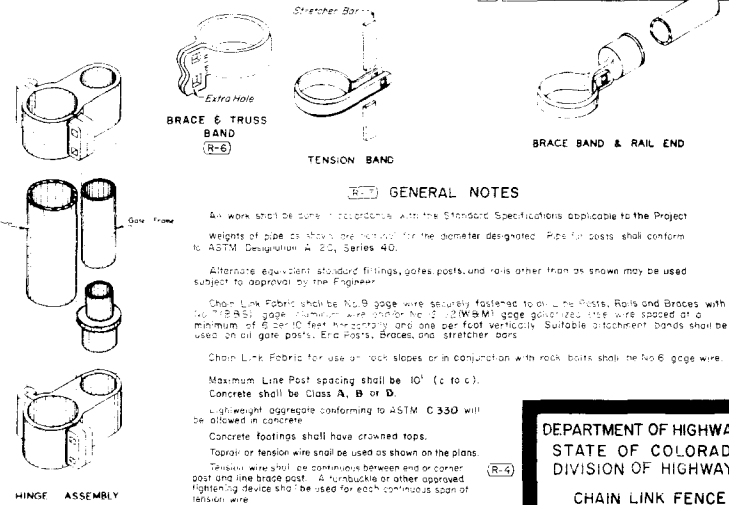 Stretcher Bar
Extra Hole
BRACE & TRUSS
BAND
R-6
TENSION BAND
BRACE BAND & RAIL END
Gate Frame
HINGE ASSEMBLY
R-7 GENERAL NOTES
All work shall be done in accordance with the Standard Specifications applicable to the Project
Weights of pipe as shown are nominal for the diameter designated. Pipe for posts shall conform
to ASTM Designation A 120, Series 40.
Alternate equivalent standard fittings, gates, posts, and rails other than as shown may be used
subject to approval by the Engineer
Chain Link Fabric shall be No.9 gage wire securely fastened to all Line Posts, Rails and Braces with
No. 7 (B&S) gage aluminum wire and/or No. 12 (W&M) gage galvanized steel wire spaced at a
minimum of 6 per 10 feet horizontally and one per foot vertically. Suitable attachment bands shall be
used on all gate posts, End Posts, Braces, and stretcher bars
Chain Link Fabric for use on rock slopes or in conjunction with rock bolts shall be No.6 gage wire.
Maximum Line Post spacing shall be 10' (c to c).
Concrete shall be Class A, B or D.
Lightweight aggregate conforming to ASTM C 330 will
be allowed in concrete
Concrete footings shall have crowned tops.
Toprail or tension wire shall be used as shown on the plans.
Tension wire shall be continuous between end or corner
post and line brace post. A turnbuckle or other approved
tightening device shall be used for each continuous span of
tension wire
R-4
DEPARTMENT OF HIGHWA
STATE OF COLORAD
DIVISION OF HIGHWAY
CHAIN LINK FENCE